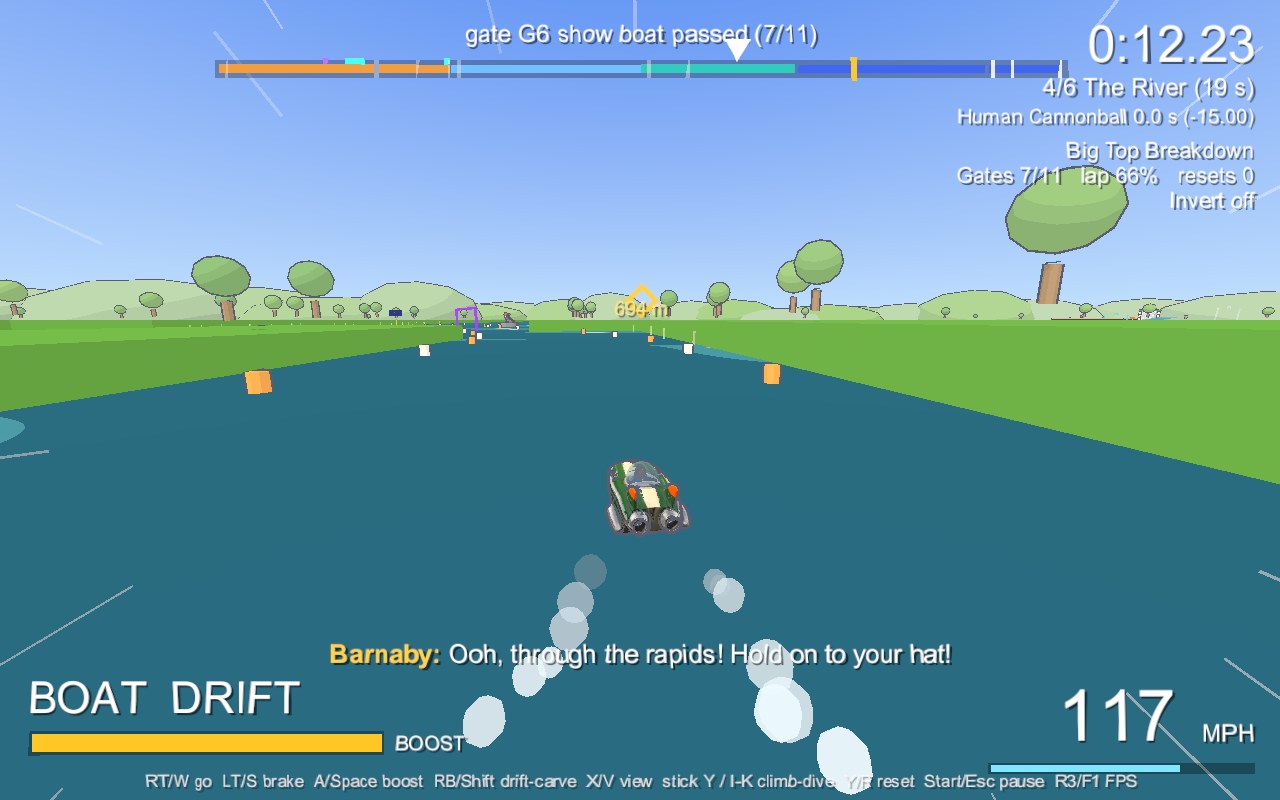 gate G6 show boat passed (7/11)
0:12.23
4/6 The River (19 s)
Human Cannonball 0.0 s (-15.00)
Big Top Breakdown
Gates 7/11 lap 66% resets 0
Invert off
694 m
Barnaby: Ooh, through the rapids! Hold on to your hat!
BOAT DRIFT
BOOST
117 MPH
RT/W go LT/S brake A/Space boost RB/Shift drift-carve X/V view stick Y / I-K climb-dive Y/R reset Start/Esc pause R3/F1 FPS